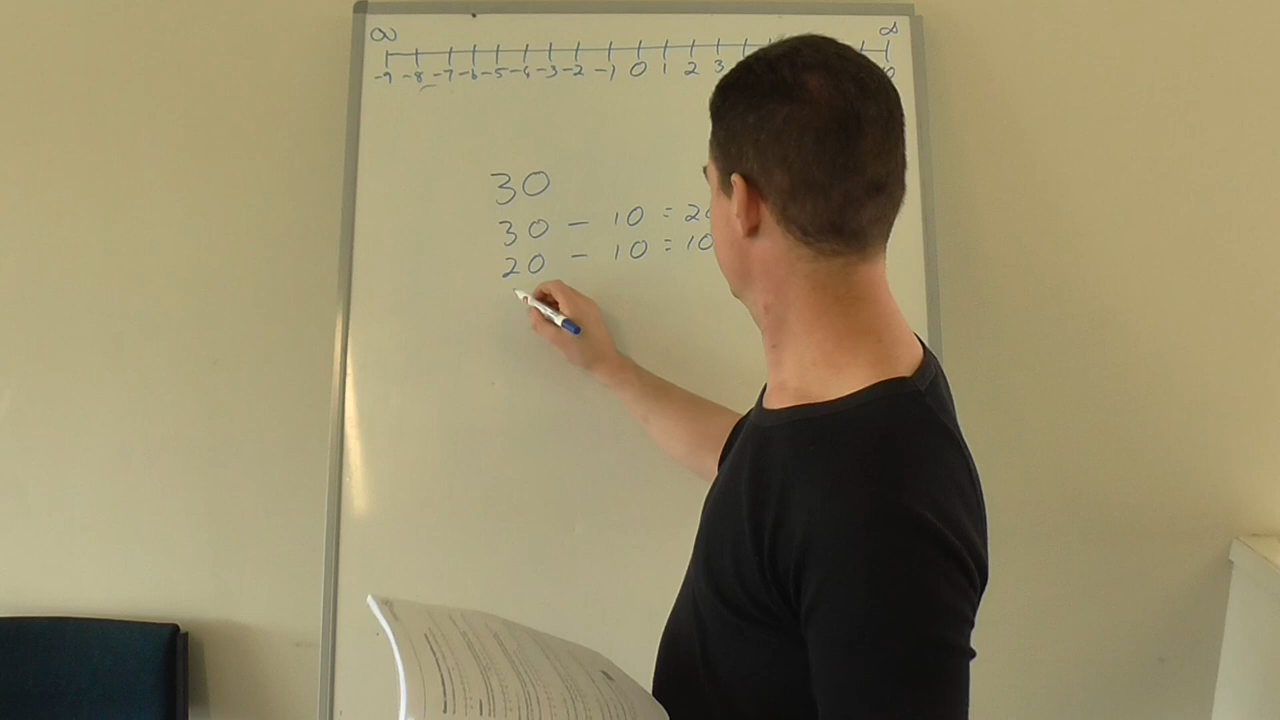 ∞ ∞
-9 -8 -7 -6 -5 -4 -3 -2 -1 0 1 2 3
30
30 - 10 = 20
20 - 10 = 10